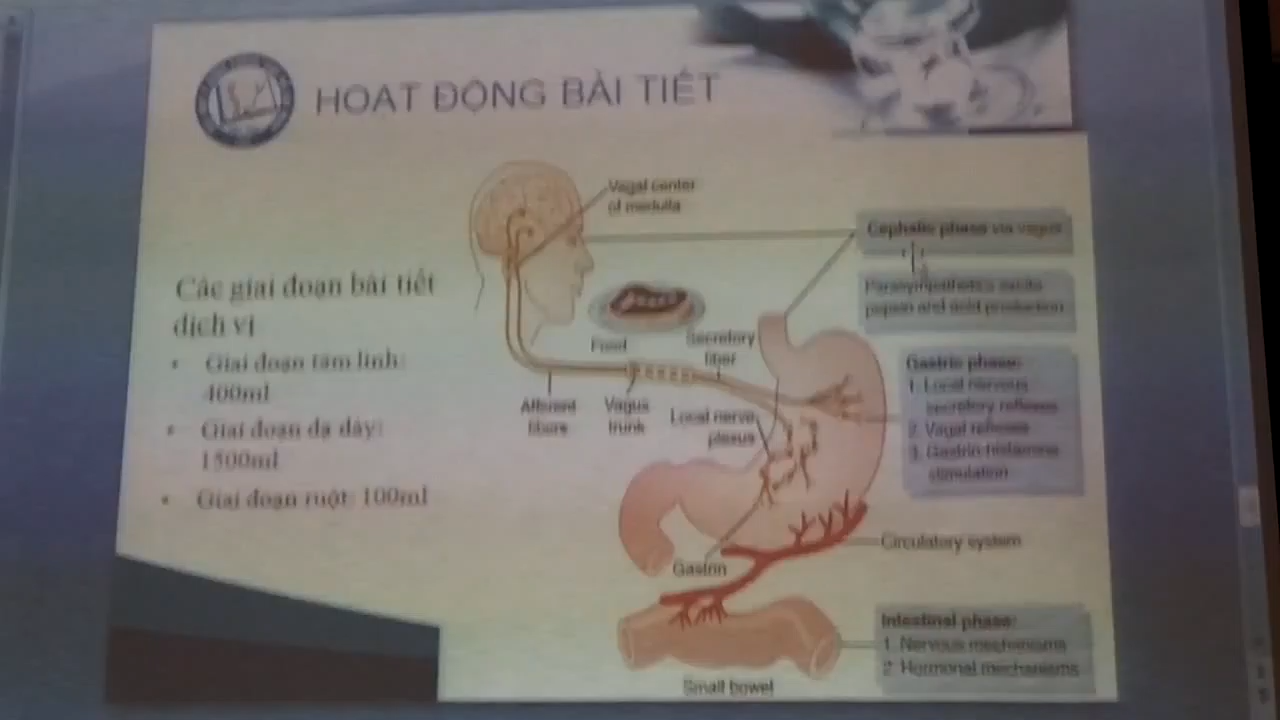 HOẠT ĐỘNG BÀI TIẾT
Vagal center
of medulla
Cephalic phase via vagus
Parasympathetics excite
pepsin and acid production
Các giai đoạn bài tiết
dịch vị
• Giai đoạn tâm linh:
400ml
• Giai đoạn dạ dày:
1500ml
• Giai đoạn ruột: 100ml
Food
Secretory
fiber
Afferent
fibers
Vagus
trunk
Local nerve
plexus
Gastric phase:
1. Local nervous
secretory reflexes
2. Vagal reflexes
3. Gastrin-histamine
stimulation
Circulatory system
Gastrin
Intestinal phase:
1. Nervous mechanisms
2. Hormonal mechanisms
Small bowel